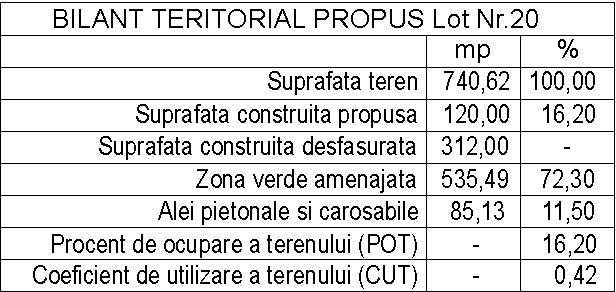 BILANT TERITORIAL PROPUS Lot Nr.20
mp %
Suprafata teren 740,62 100,00
Suprafata construita propusa 120,00 16,20
Suprafata construita desfasurata 312,00 -
Zona verde amenajata 535,49 72,30
Alei pietonale si carosabile 85,13 11,50
Procent de ocupare a terenului (POT) - 16,20
Coeficient de utilizare a terenului (CUT) - 0,42